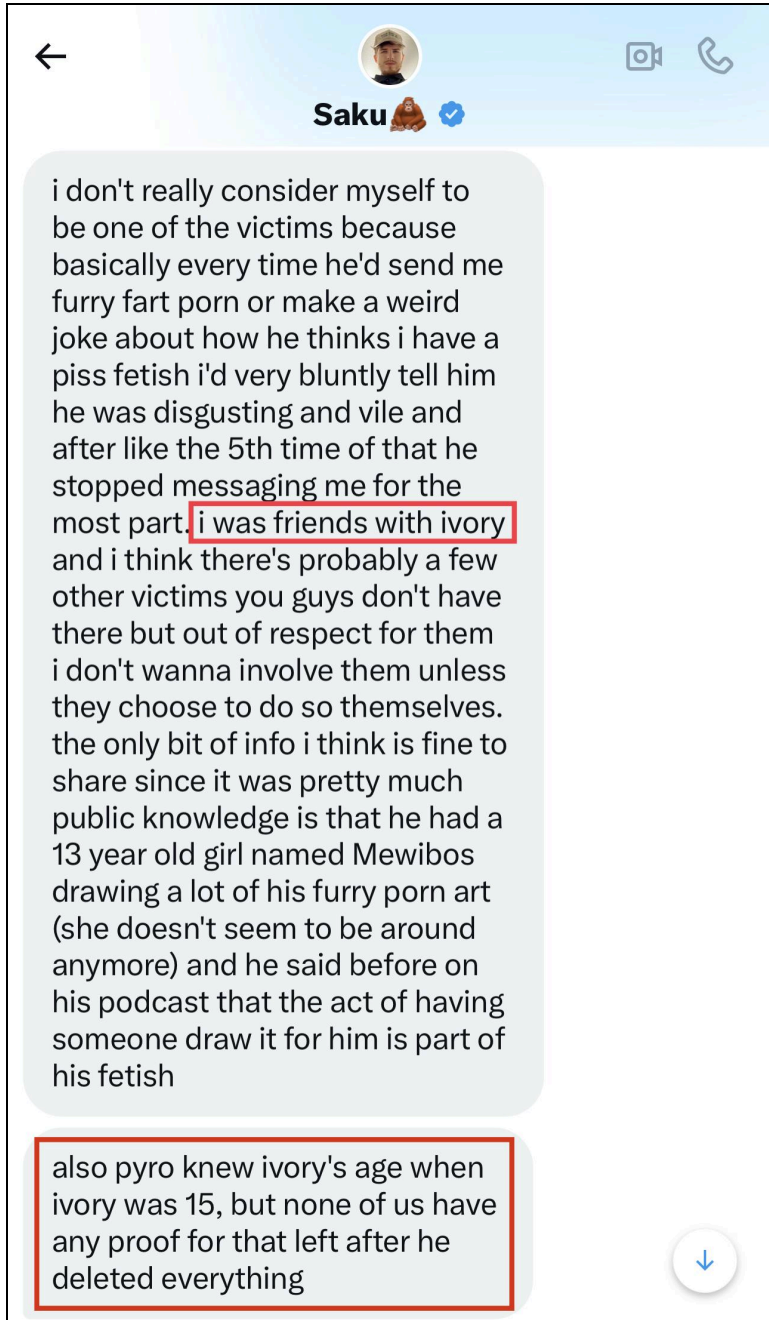 Saku🦧
i don't really consider myself to
be one of the victims because
basically every time he'd send me
furry fart porn or make a weird
joke about how he thinks i have a
piss fetish i'd very bluntly tell him
he was disgusting and vile and
after like the 5th time of that he
stopped messaging me for the
most part. i was friends with ivory
and i think there's probably a few
other victims you guys don't have
there but out of respect for them
i don't wanna involve them unless
they choose to do so themselves.
the only bit of info i think is fine to
share since it was pretty much
public knowledge is that he had a
13 year old girl named Mewibos
drawing a lot of his furry porn art
(she doesn't seem to be around
anymore) and he said before on
his podcast that the act of having
someone draw it for him is part of
his fetish
also pyro knew ivory's age when
ivory was 15, but none of us have
any proof for that left after he
deleted everything